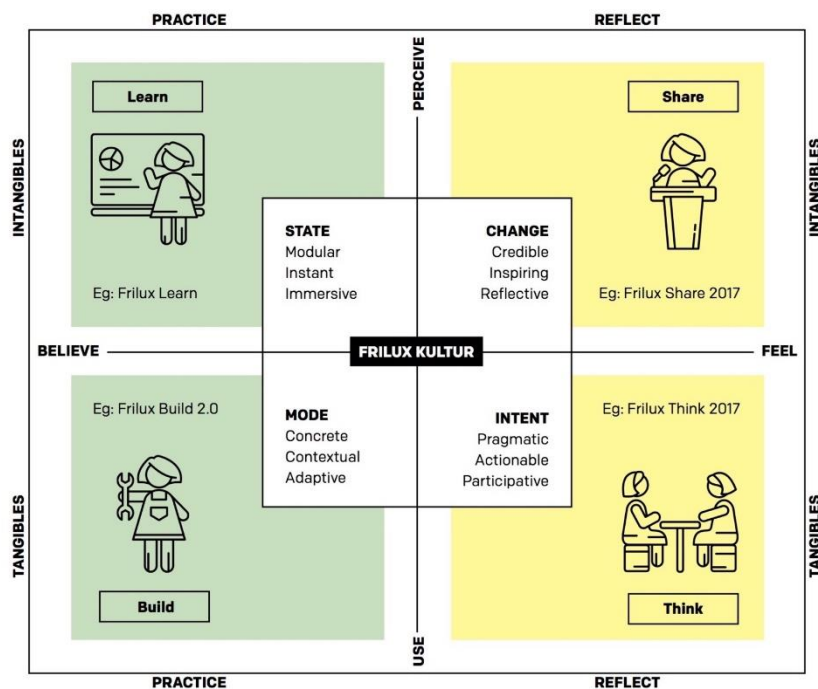 PRACTICE
REFLECT
INTANGIBLES
PERCEIVE
INTANGIBLES
Learn
Share
STATE
Modular
Instant
Immersive
CHANGE
Credible
Inspiring
Reflective
Eg: Frilux Learn
Eg: Frilux Share 2017
BELIEVE
FRILUX KULTUR
FEEL
Eg: Frilux Build 2.0
Eg: Frilux Think 2017
MODE
Concrete
Contextual
Adaptive
INTENT
Pragmatic
Actionable
Participative
TANGIBLES
TANGIBLES
Build
Think
USE
PRACTICE
REFLECT